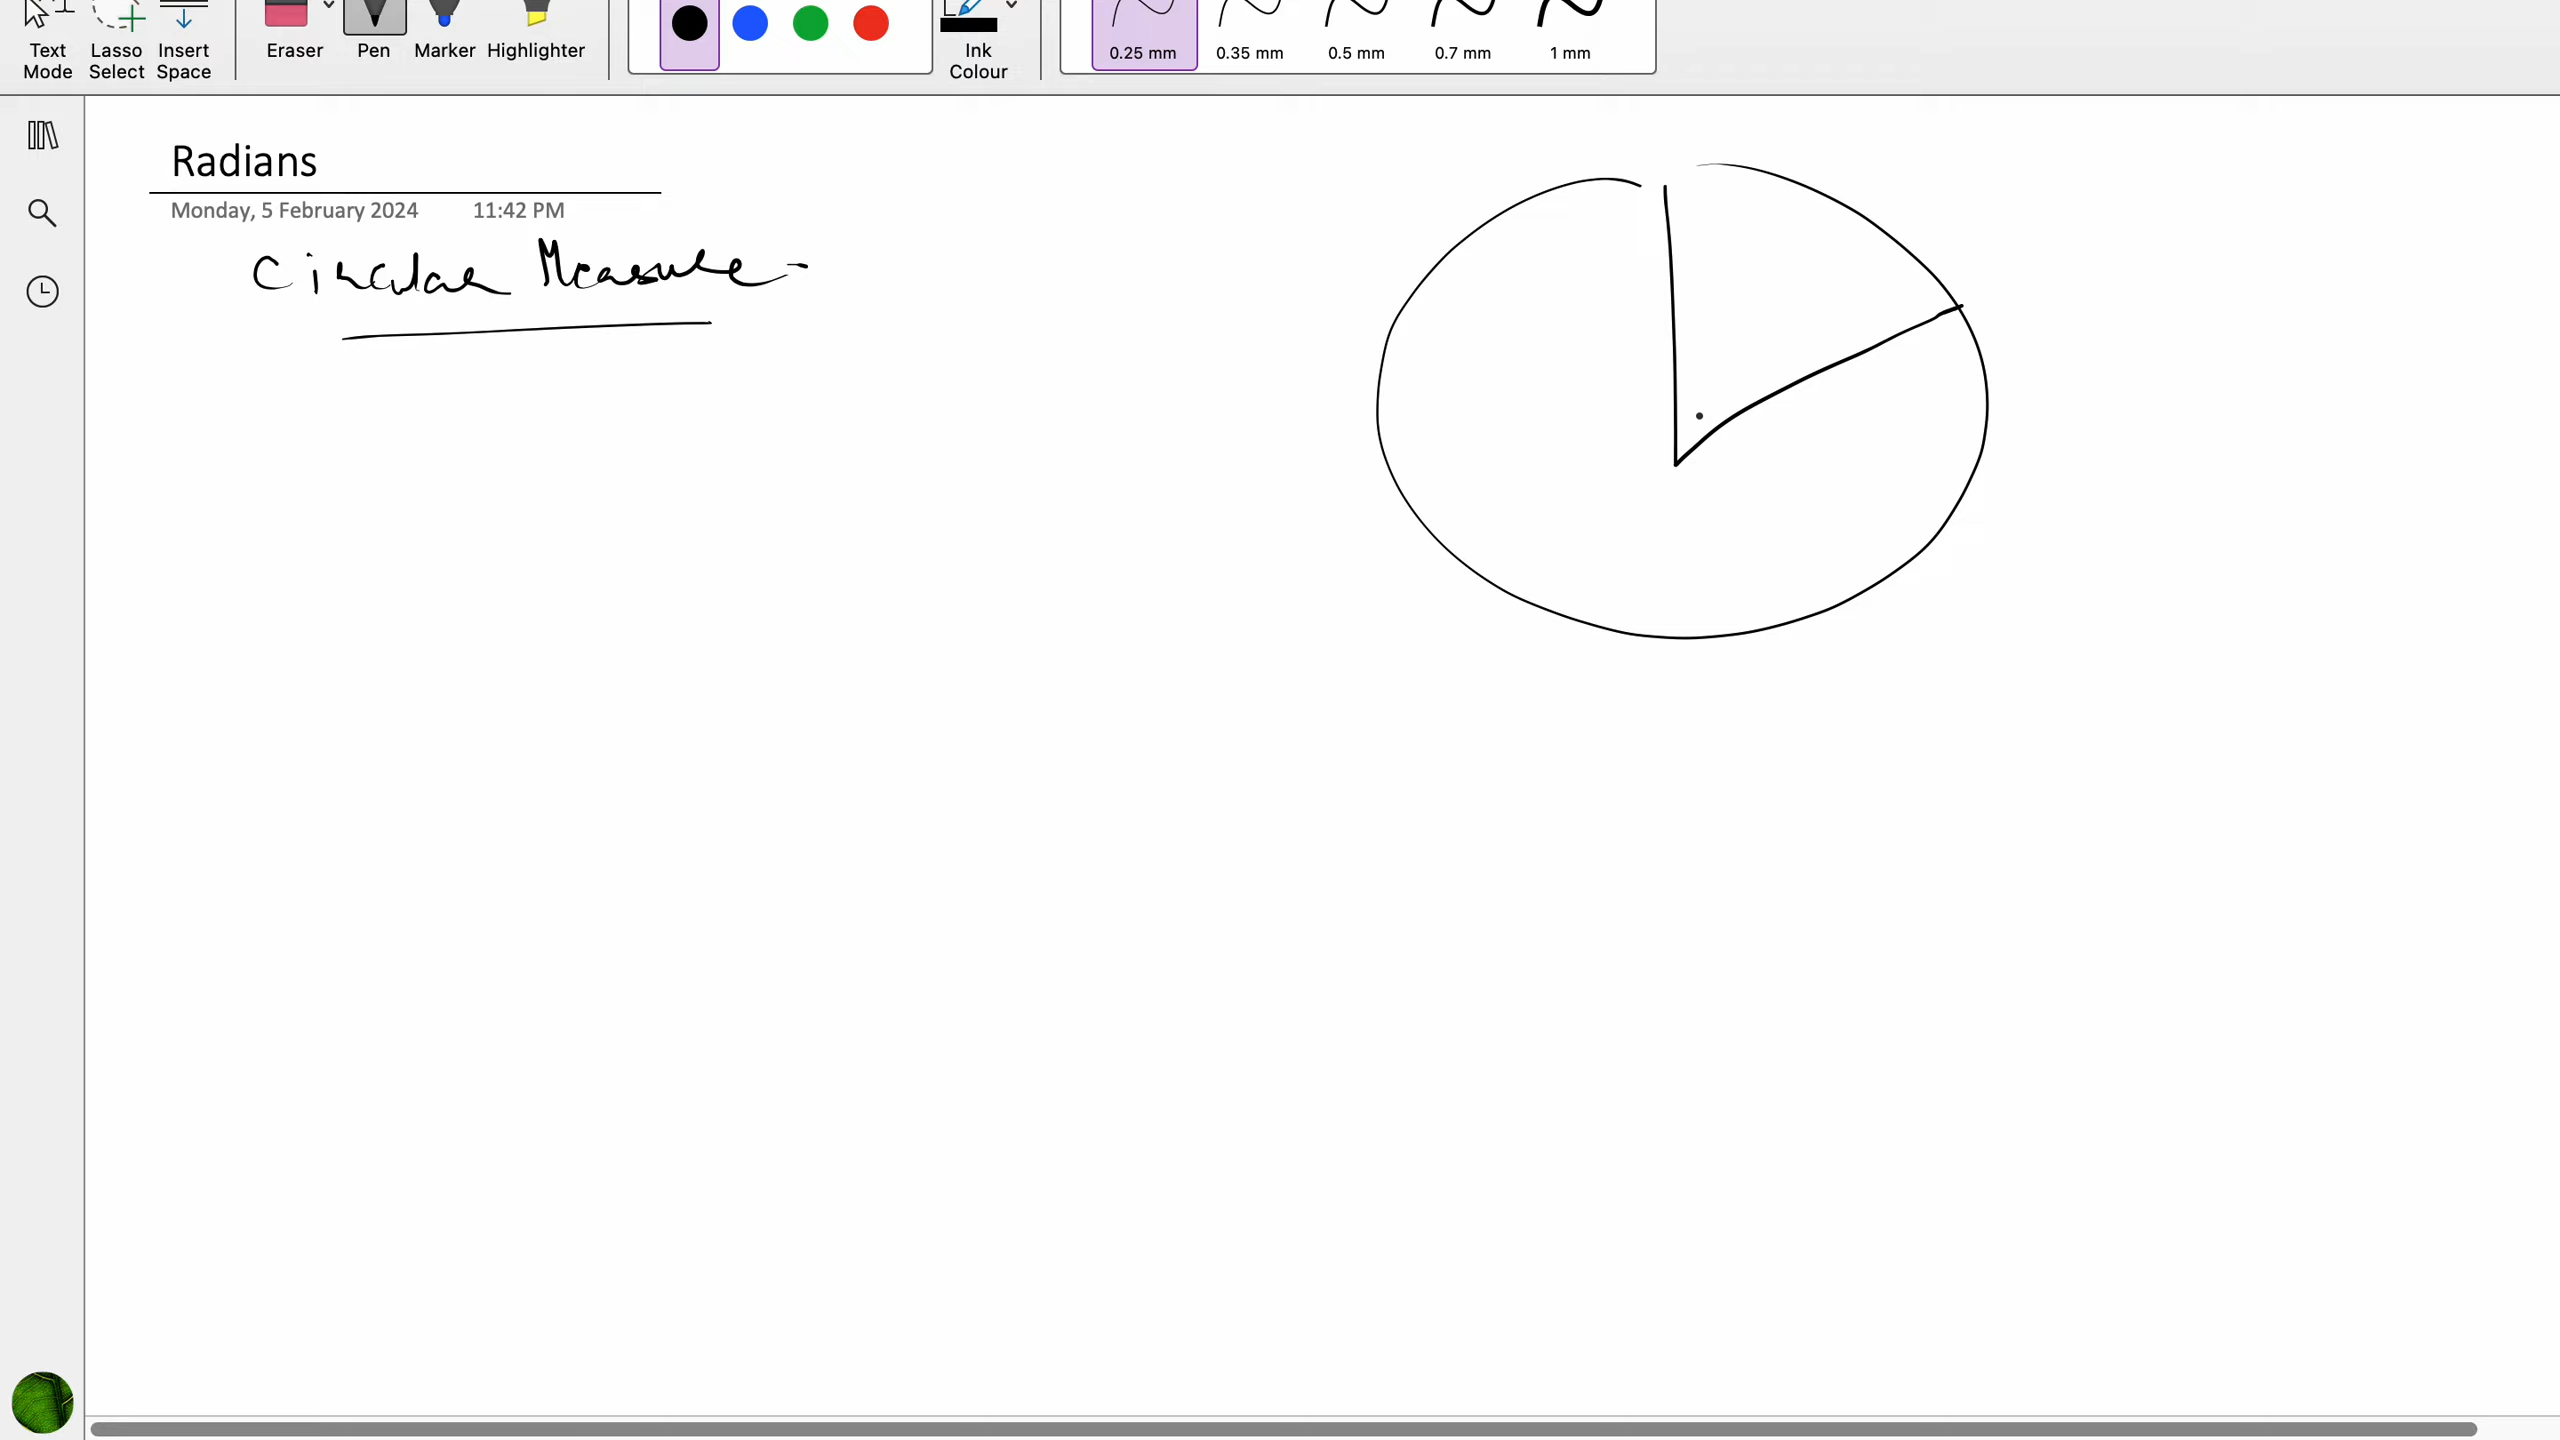 Text Mode
Lasso Select
Insert Space
Eraser
Pen
Marker
Highlighter
Ink Colour
0.25 mm
0.35 mm
0.5 mm
0.7 mm
1 mm
Radians
Monday, 5 February 2024 11:42 PM
Circular Measure -